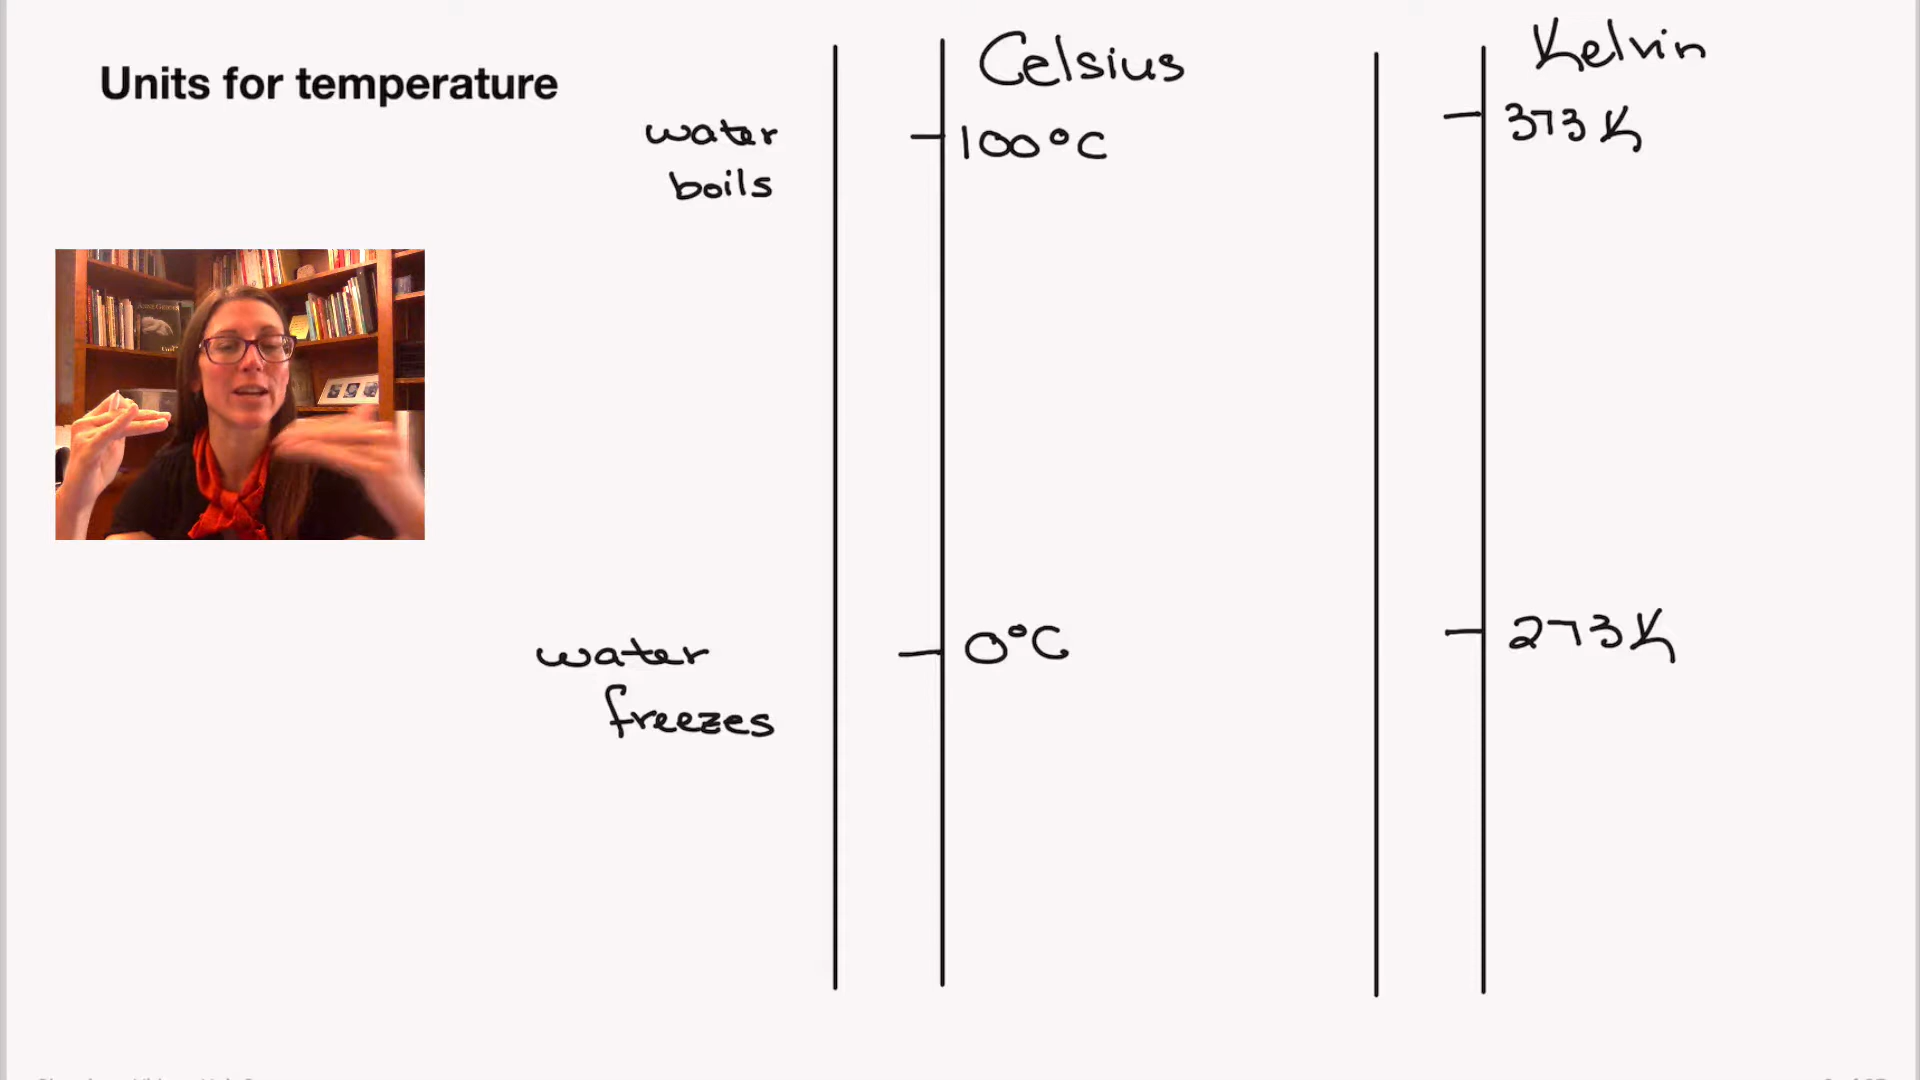 Units for temperature
Celsius
Kelvin
water
boils
100°C
373 K
water
freezes
0°C
273 K